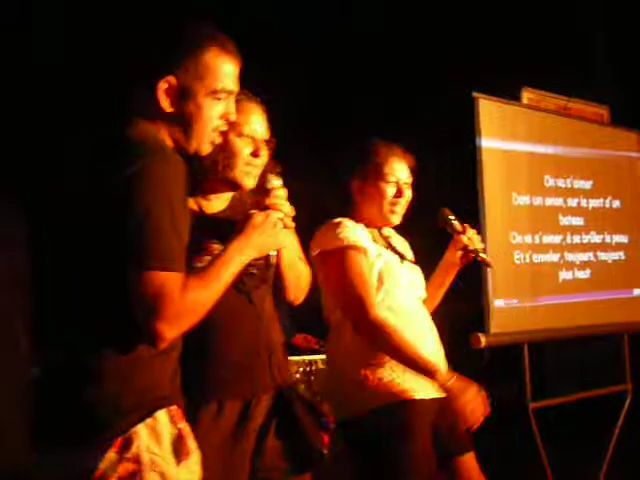 On va s'aimer
Dans un avion, sur le pont d'un
bateau
On va s'aimer, à se brûler la peau
Et s'envoler, toujours, toujours
plus haut